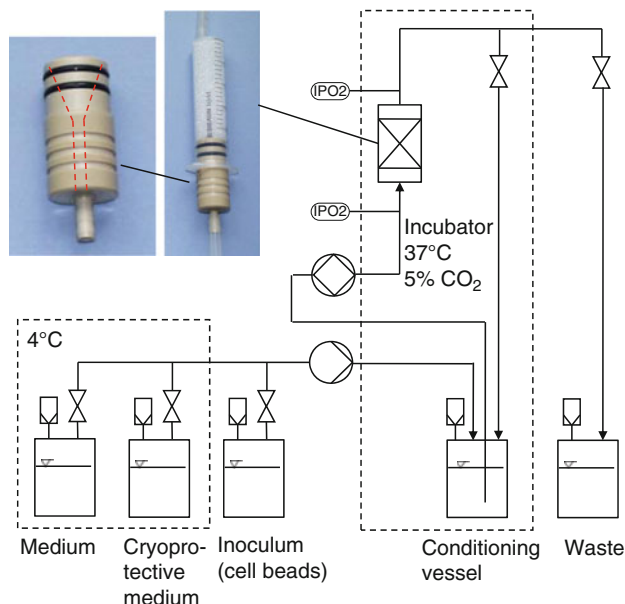 IPO2
IPO2
Incubator
37°C
5% CO₂
4°C
Medium
Cryopro-
tective
medium
Inoculum
(cell beads)
Conditioning
vessel
Waste